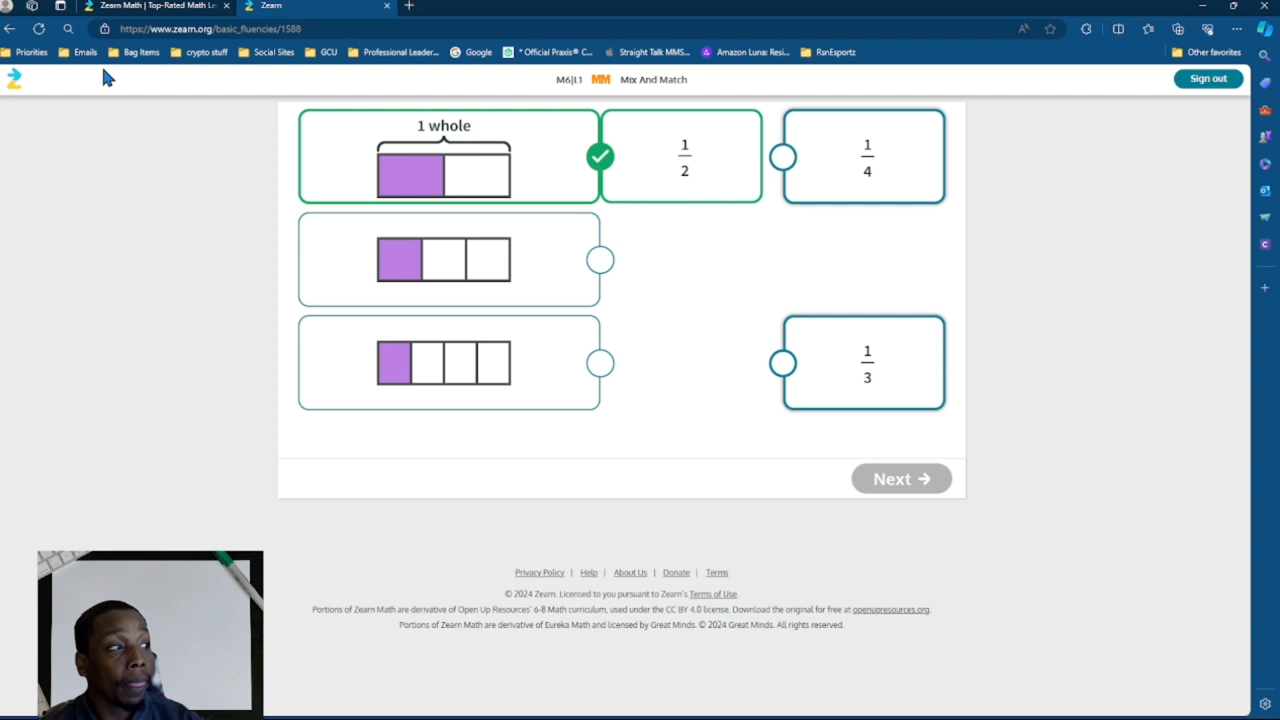 Zearn Math | Top-Rated Math Le
Zearn
https://www.zearn.org/basic_fluencies/1588
Priorities
Emails
Bag Items
crypto stuff
Social Sites
GCU
Professional Leader...
Google
* Official Praxis® C...
Straight Talk MMS...
Amazon Luna: Resi...
RsnEsportz
Other favorites
M6|L1 MM Mix And Match
Sign out
1 whole
1
2
1
4
1
3
Next →
Privacy Policy | Help | About Us | Donate | Terms
© 2024 Zearn. Licensed to you pursuant to Zearn's Terms of Use.
Portions of Zearn Math are derivative of Open Up Resources' 6-8 Math curriculum, used under the CC BY 4.0 license. Download the original for free at openupresources.org.
Portions of Zearn Math are derivative of Eureka Math and licensed by Great Minds. © 2024 Great Minds. All rights reserved.